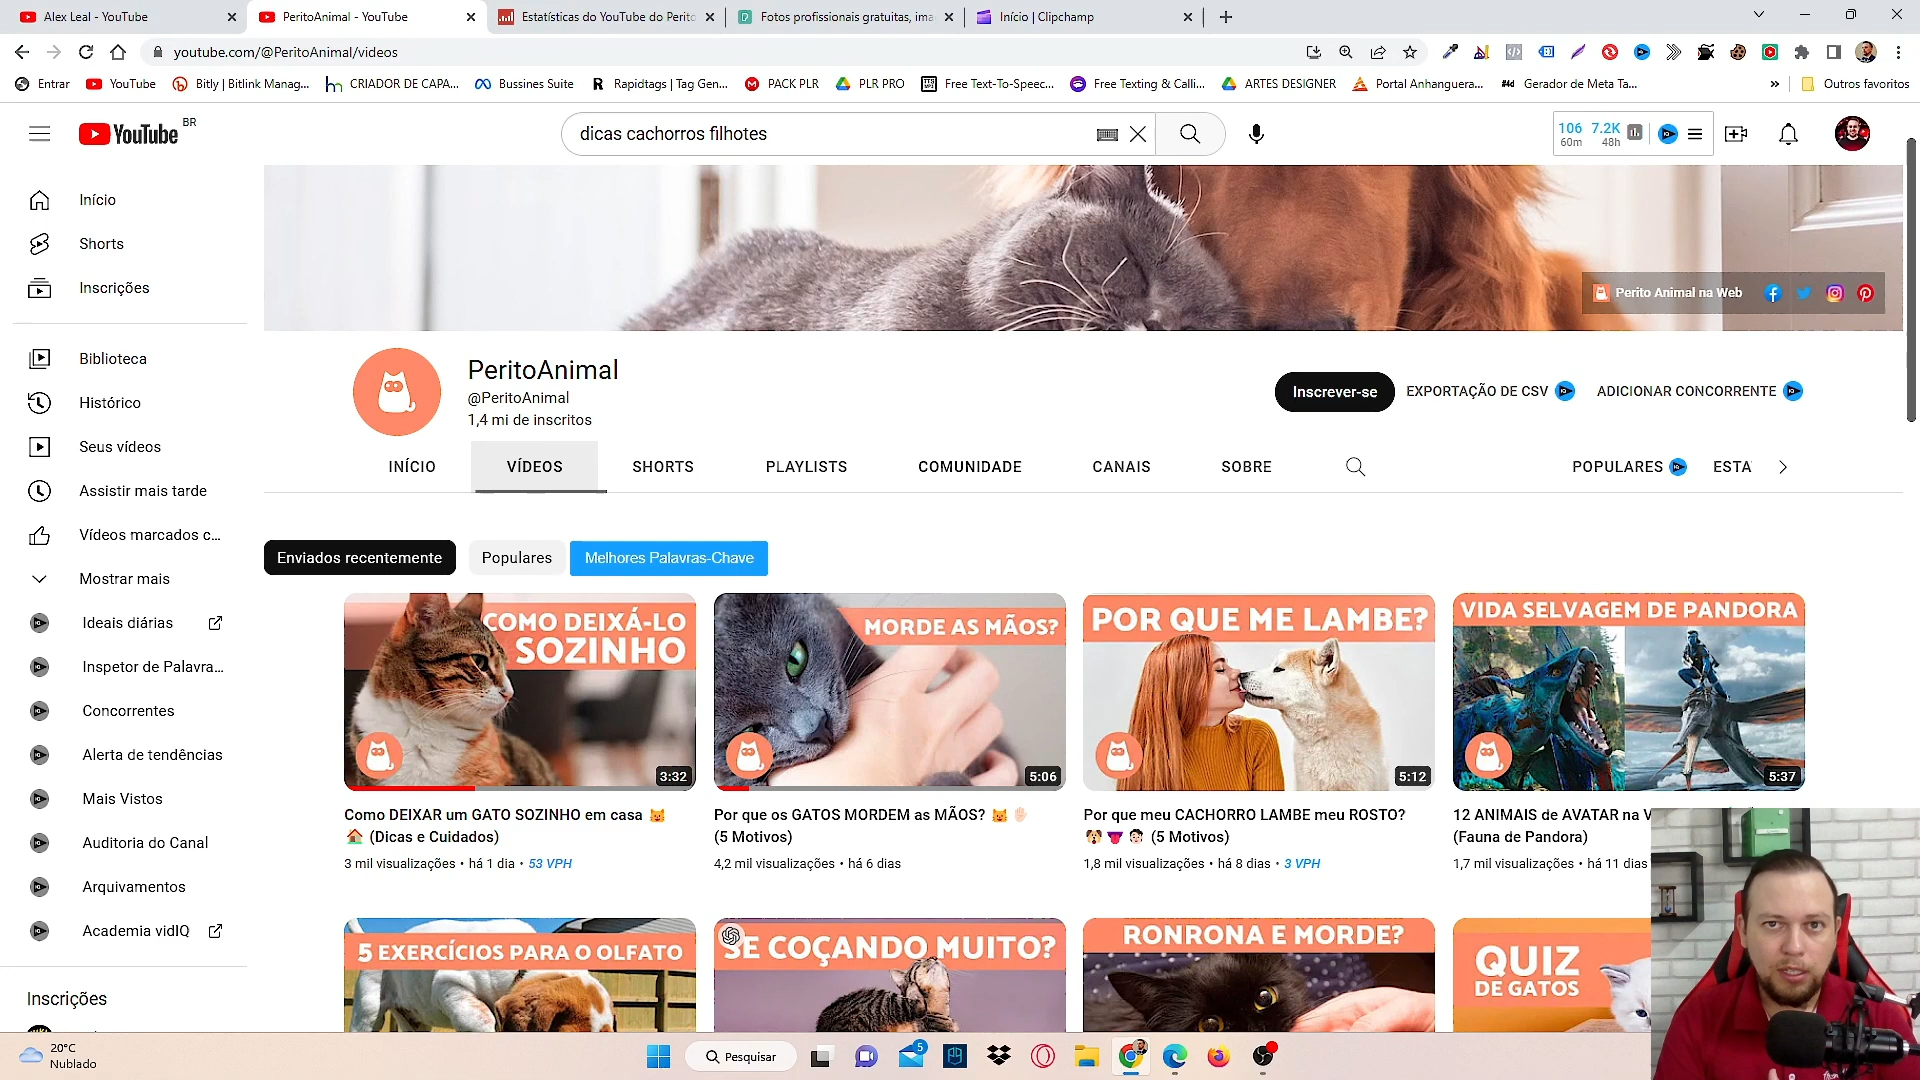 Alex Leal - YouTube
PeritoAnimal - YouTube
Estatísticas do YouTube do Perito
Fotos profissionais gratuitas, ima
Início | Clipchamp
youtube.com/@PeritoAnimal/videos
Entrar
YouTube
Bitly | Bitlink Manag...
CRIADOR DE CAPA...
Bussines Suite
Rapidtags | Tag Gen...
PACK PLR
PLR PRO
Free Text-To-Speec...
Free Texting & Calli...
ARTES DESIGNER
Portal Anhanguera...
Gerador de Meta Ta...
»
Outros favoritos
YouTube BR
dicas cachorros filhotes
106 7.2K
60m 48h
Início
Shorts
Inscrições
Biblioteca
Histórico
Seus vídeos
Assistir mais tarde
Vídeos marcados c...
Mostrar mais
Ideais diárias
Inspetor de Palavra...
Concorrentes
Alerta de tendências
Mais Vistos
Auditoria do Canal
Arquivamentos
Academia vidIQ
Inscrições
Perito Animal na Web
PeritoAnimal
@PeritoAnimal
1,4 mi de inscritos
Inscrever-se
EXPORTAÇÃO DE CSV
ADICIONAR CONCORRENTE
INÍCIO
VÍDEOS
SHORTS
PLAYLISTS
COMUNIDADE
CANAIS
SOBRE
POPULARES
ESTA
Enviados recentemente
Populares
Melhores Palavras-Chave
COMO DEIXÁ-LO
SOZINHO
3:32
Como DEIXAR um GATO SOZINHO em casa 😺
🏠 (Dicas e Cuidados)
3 mil visualizações • há 1 dia • 53 VPH
MORDE AS MÃOS?
5:06
Por que os GATOS MORDEM as MÃOS? 😺 🖐🏻
(5 Motivos)
4,2 mil visualizações • há 6 dias
POR QUE ME LAMBE?
5:12
Por que meu CACHORRO LAMBE meu ROSTO?
🐶 👅 🧑🏻 (5 Motivos)
1,8 mil visualizações • há 8 dias • 3 VPH
VIDA SELVAGEM DE PANDORA
5:37
12 ANIMAIS de AVATAR na V
(Fauna de Pandora)
1,7 mil visualizações • há 11 dias
5 EXERCÍCIOS PARA O OLFATO
SE COÇANDO MUITO?
RONRONA E MORDE?
QUIZ
DE GATOS
20°C
Nublado
Pesquisar
5